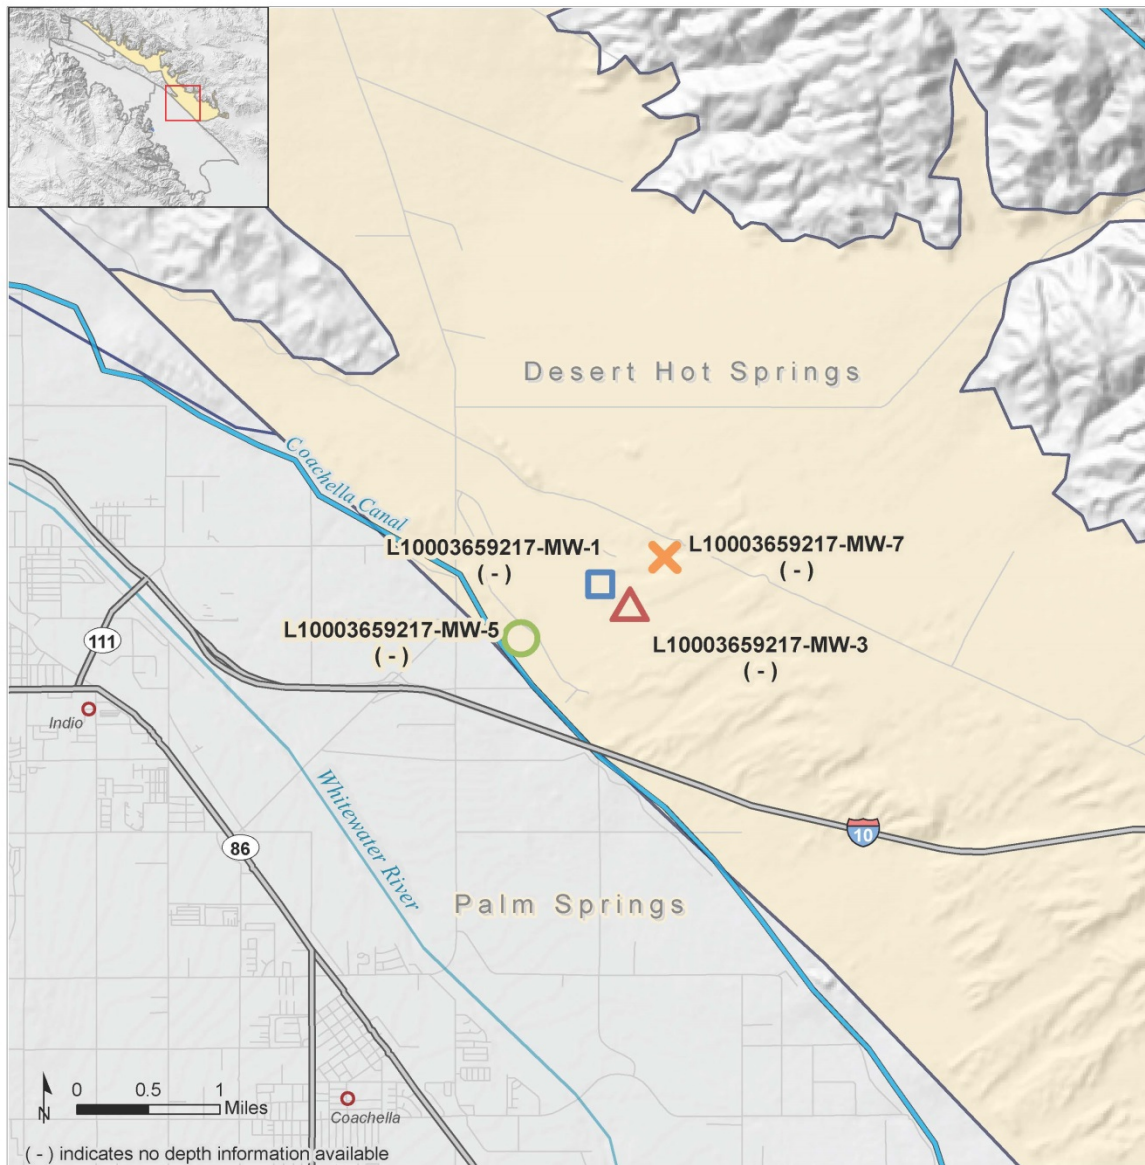 Desert Hot Springs
Coachella Canal
L10003659217-MW-1
( - )
L10003659217-MW-7
( - )
L10003659217-MW-5
( - )
L10003659217-MW-3
( - )
111
Indio
Whitewater River
10
86
Palm Springs
0 0.5 1
Miles
N
Coachella
( - ) indicates no depth information available